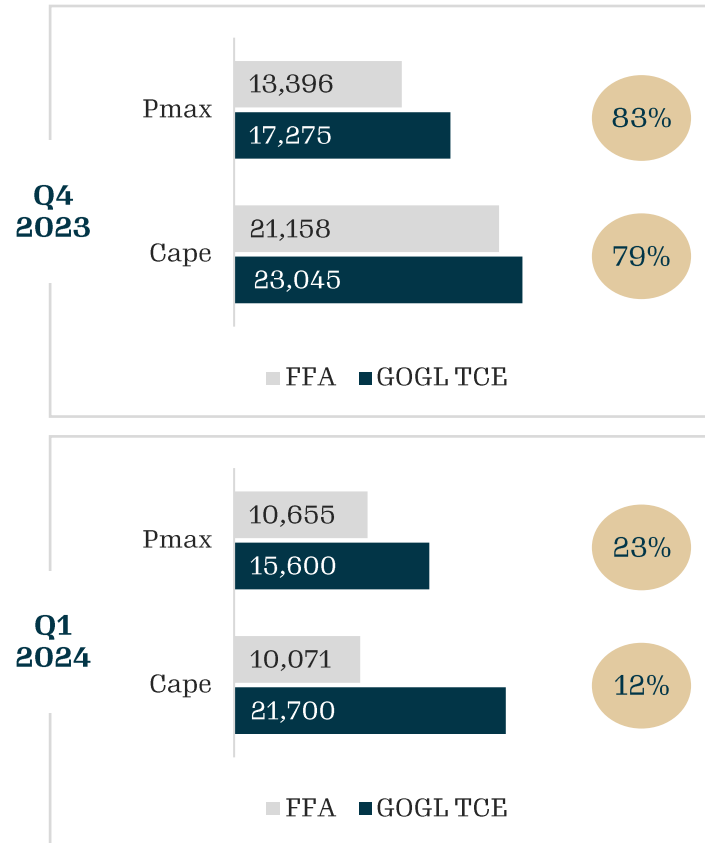 Q4
2023
Pmax
13,396
17,275
83%
Cape
21,158
23,045
79%
FFA GOGL TCE
Q1
2024
Pmax
10,655
15,600
23%
Cape
10,071
21,700
12%
FFA GOGL TCE